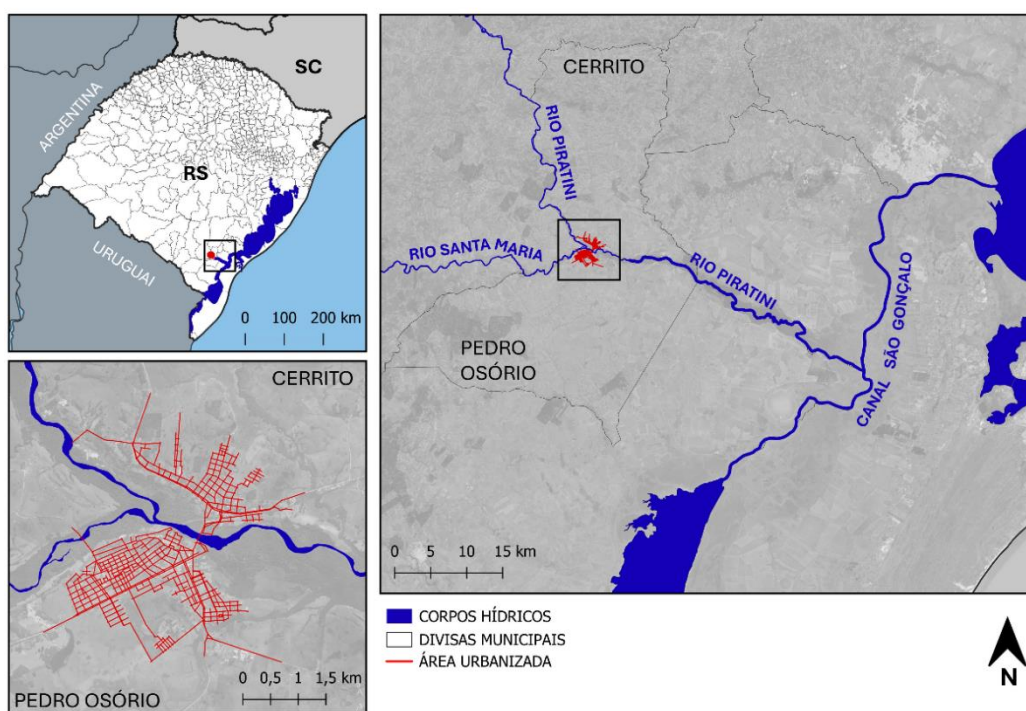 SC
ARGENTINA
RS
URUGUAI
0 100 200 km
CERRITO
RIO PIRATINI
RIO SANTA MARIA
RIO PIRATINI
PEDRO
OSÓRIO
CANAL SÃO GONÇALO
0 5 10 15 km
CERRITO
PEDRO OSÓRIO
0 0,5 1 1,5 km
CORPOS HÍDRICOS
DIVISAS MUNICIPAIS
ÁREA URBANIZADA
N